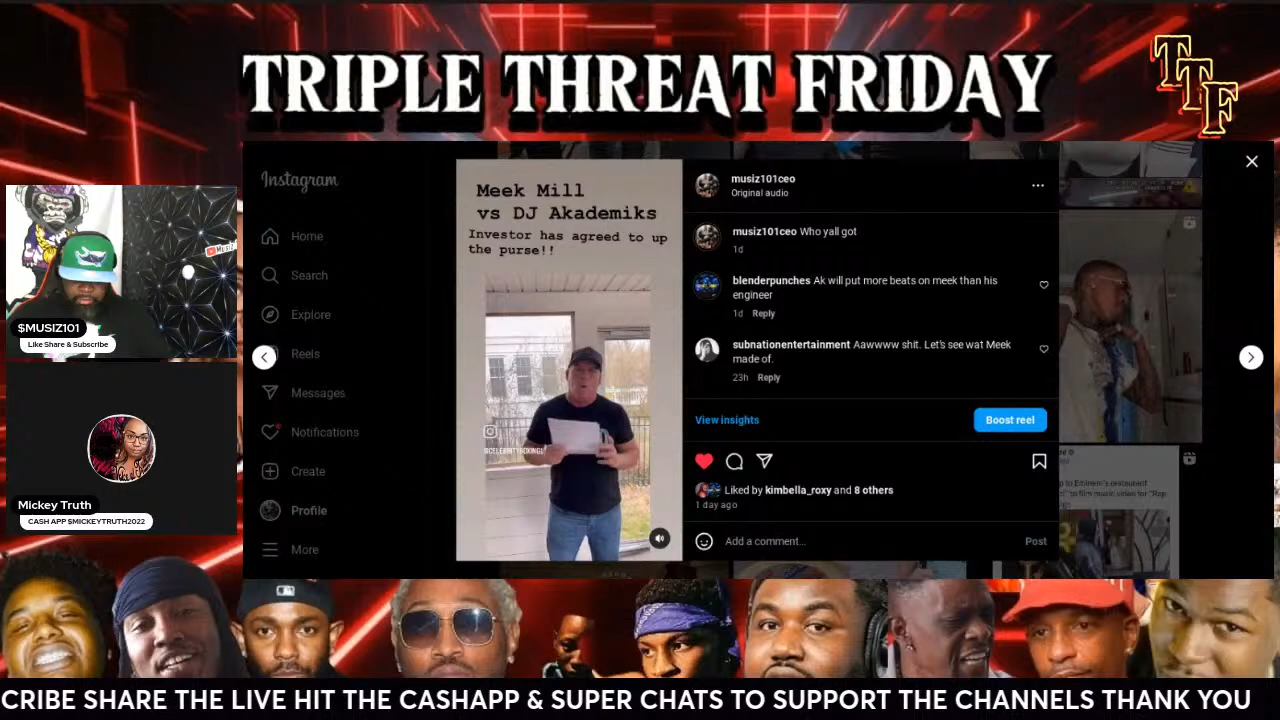 TRIPLE THREAT FRIDAY
TTF
Instagram
Home
Search
Explore
Reels
Messages
Notifications
Create
Profile
More
$MUSIZ101
Like Share & Subscribe
Mickey Truth
CASH APP $MICKEYTRUTH2022
Meek Mill
vs DJ Akademiks
Investor has agreed to up
the purse!!
musiz101ceo
Original audio
musiz101ceo Who yall got
1d
blenderpunches Ak will put more beats on meek than his
engineer
1d Reply
subnationentertainment Aawwww shit. Let's see wat Meek
made of.
23h Reply
View insights
Boost reel
Liked by kimbella_roxy and 8 others
1 day ago
Add a comment...
Post
CRIBE SHARE THE LIVE HIT THE CASHAPP & SUPER CHATS TO SUPPORT THE CHANNELS THANK YOU